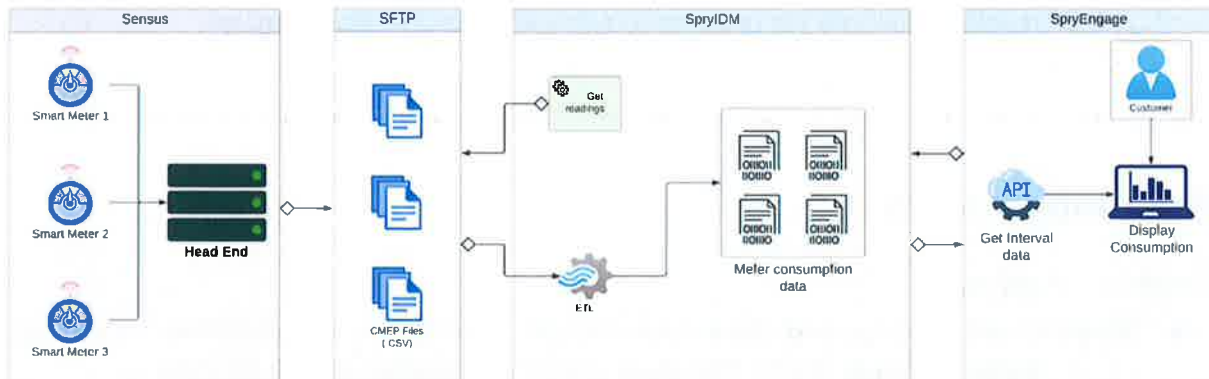 Sensus
SFTP
SpryIDM
SpryEngage
Smart Meter 1
Smart Meter 2
Smart Meter 3
Head End
CMEP Files
(.CSV)
Get
readings
ETL
Meter consumption
data
Customer
API
Get Interval
data
Display
Consumption